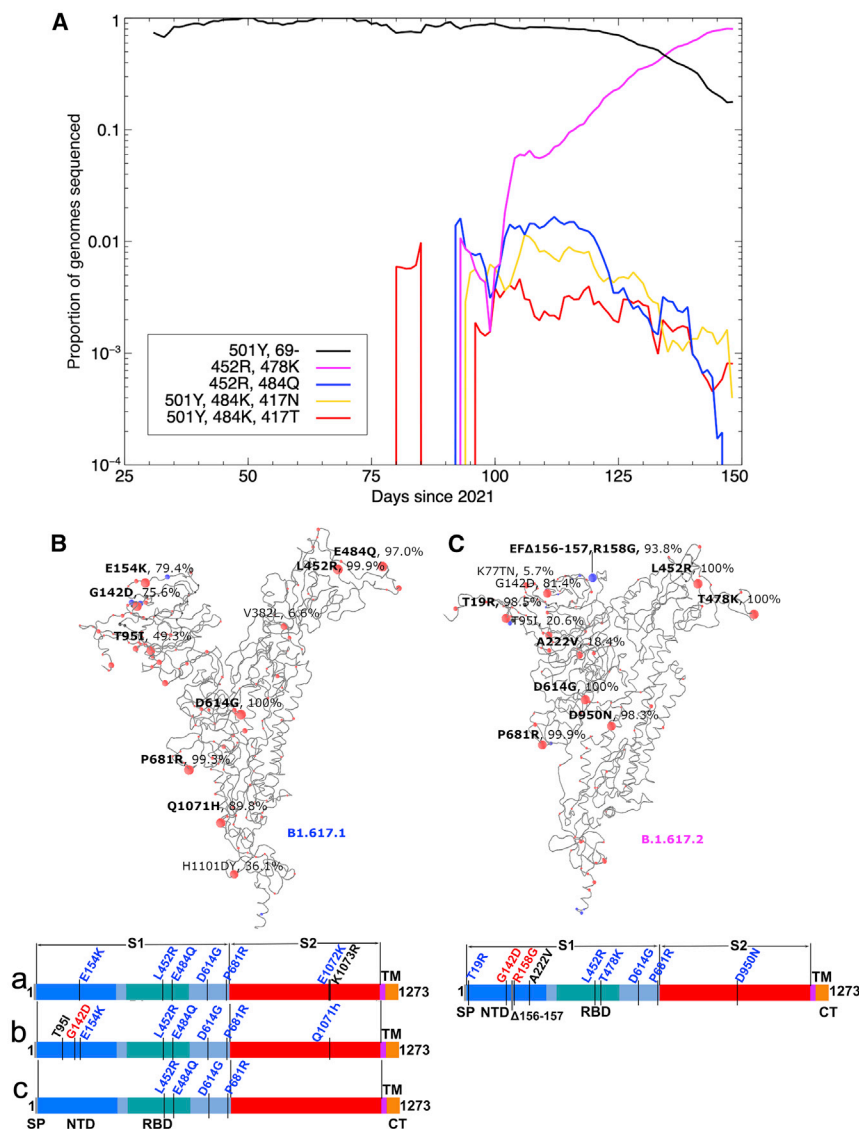 A
Proportion of genomes sequenced
1
0.1
0.01
10⁻³
10⁻⁴
501Y, 69-
452R, 478K
452R, 484Q
501Y, 484K, 417N
501Y, 484K, 417T
25
50
75
100
125
150
Days since 2021
B
E154K, 79.4%
G142D, 75.6%
T95I, 49.3%
E484Q, 97.0%
L452R, 99.9%
V382L, 6.6%
D614G, 100%
P681R, 99.3%
Q1071H, 89.8%
B1.617.1
H1101DY, 36.1%
C
EFΔ156-157,R158G, 93.8%
K77TN, 5.7%
G142D, 81.4%
T19R, 98.5%
T95I, 20.6%
A222V, 18.4%
L452R, 100%
T478K, 100%
D614G, 100%
D950N, 98.3%
P681R, 99.9%
B.1.617.2
S1
S2
a
E154K
L452R
E484Q
D614G
P681R
E1072K
K1073R
TM
1
1273
b
T95I
G142D
E154K
L452R
E484Q
D614G
P681R
Q1071h
TM
1
1273
c
L452R
E484Q
D614G
P681R
TM
1
1273
SP
NTD
RBD
CT
S1
S2
T19R
G142D
R158G
A222V
L452R
T478K
D614G
P681R
D950N
TM
1
1273
SP
NTD
Δ156-157
RBD
CT